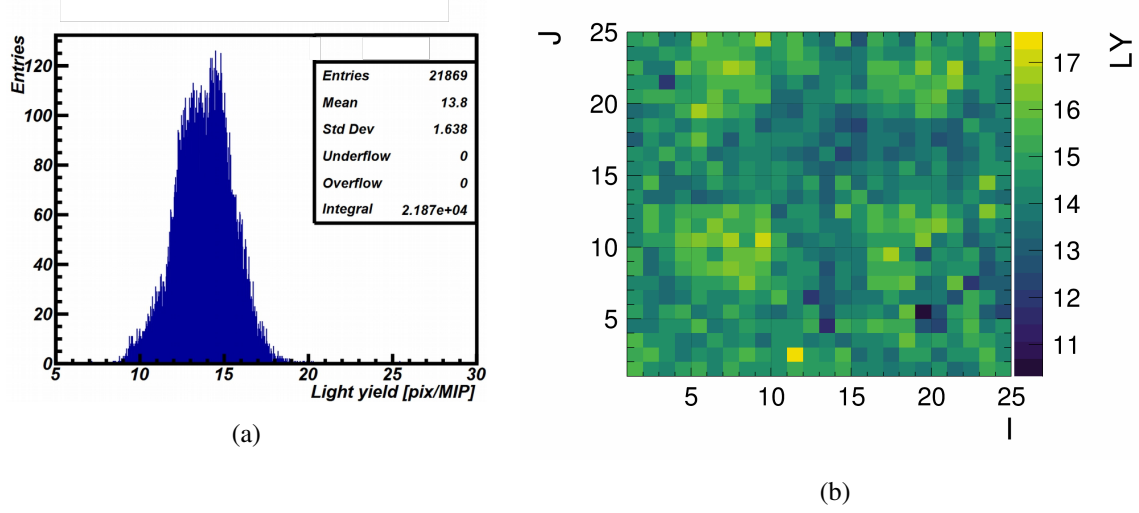 Entries
120
100
80
60
40
20
0
5 10 15 20 25 30
Light yield [pix/MIP]
Entries 21869
Mean 13.8
Std Dev 1.638
Underflow 0
Overflow 0
Integral 2.187e+04
(a)
J
25
20
15
10
5
5 10 15 20 25
I
LY
17
16
15
14
13
12
11
(b)